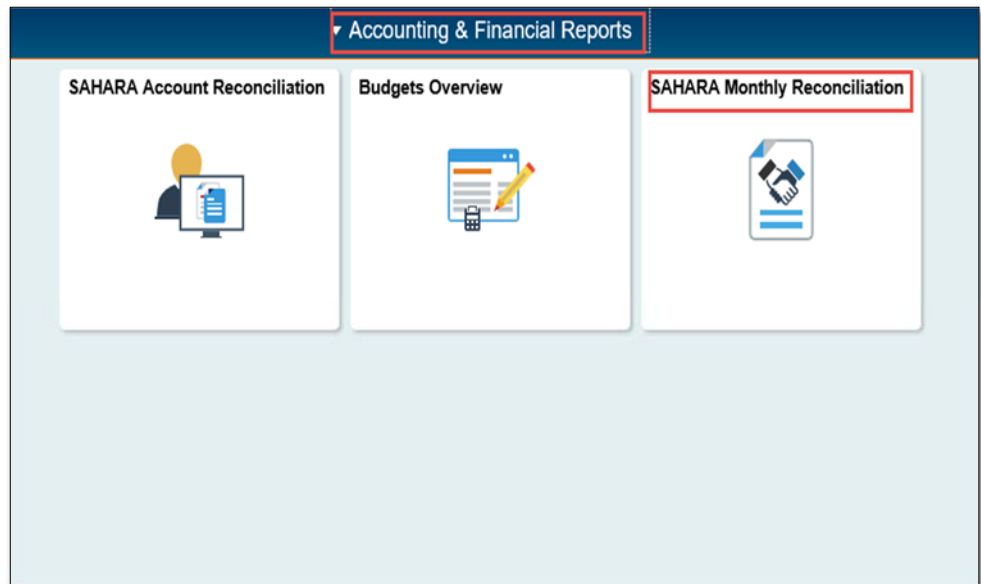 Accounting & Financial Reports
SAHARA Account Reconciliation
Budgets Overview
SAHARA Monthly Reconciliation